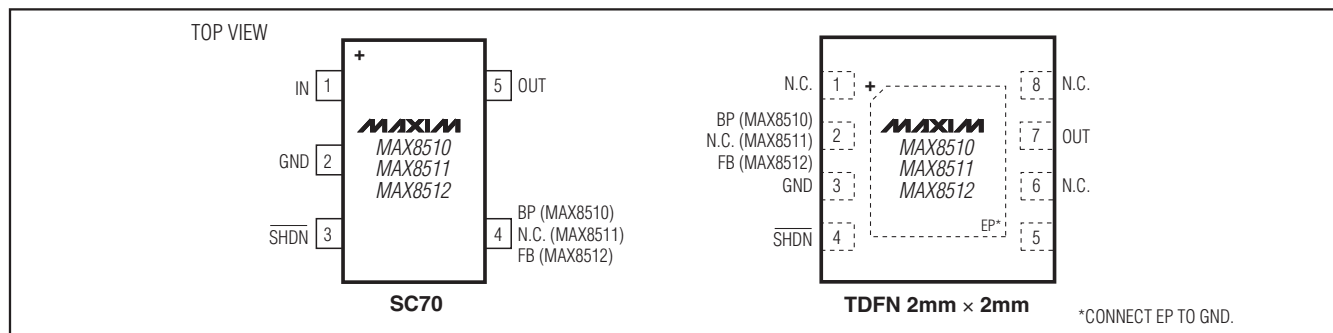 TOP VIEW
+
IN 1
5 OUT
GND 2
SHDN 3
4 BP (MAX8510)
N.C. (MAX8511)
FB (MAX8512)
MAXIM
MAX8510
MAX8511
MAX8512
SC70
N.C. 1
+
8 N.C.
BP (MAX8510)
N.C. (MAX8511)
FB (MAX8512)
2
7 OUT
GND 3
6 N.C.
SHDN 4
5
MAXIM
MAX8510
MAX8511
MAX8512
EP*
TDFN 2mm × 2mm
*CONNECT EP TO GND.